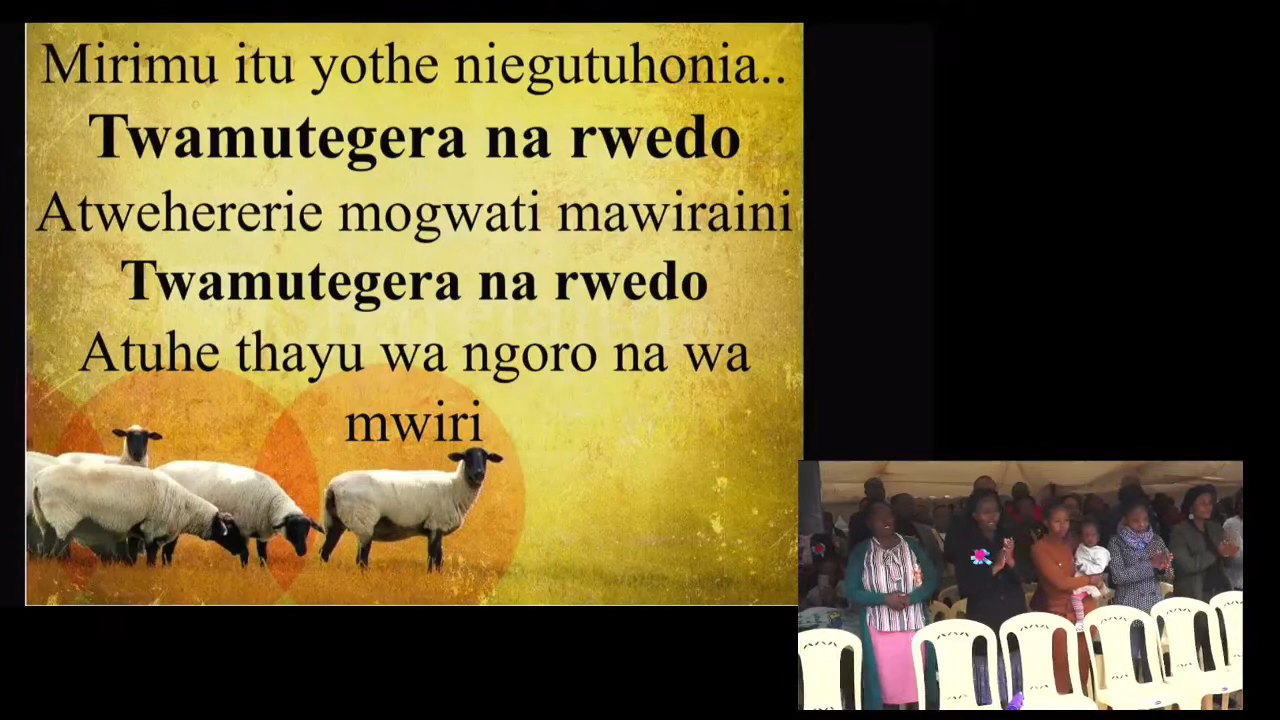 Mirimu itu yothe niegutuhonia..
Twamutegera na rwedo
Atwehererie mogwati mawiraini
Twamutegera na rwedo
Atuhe thayu wa ngoro na wa
mwiri